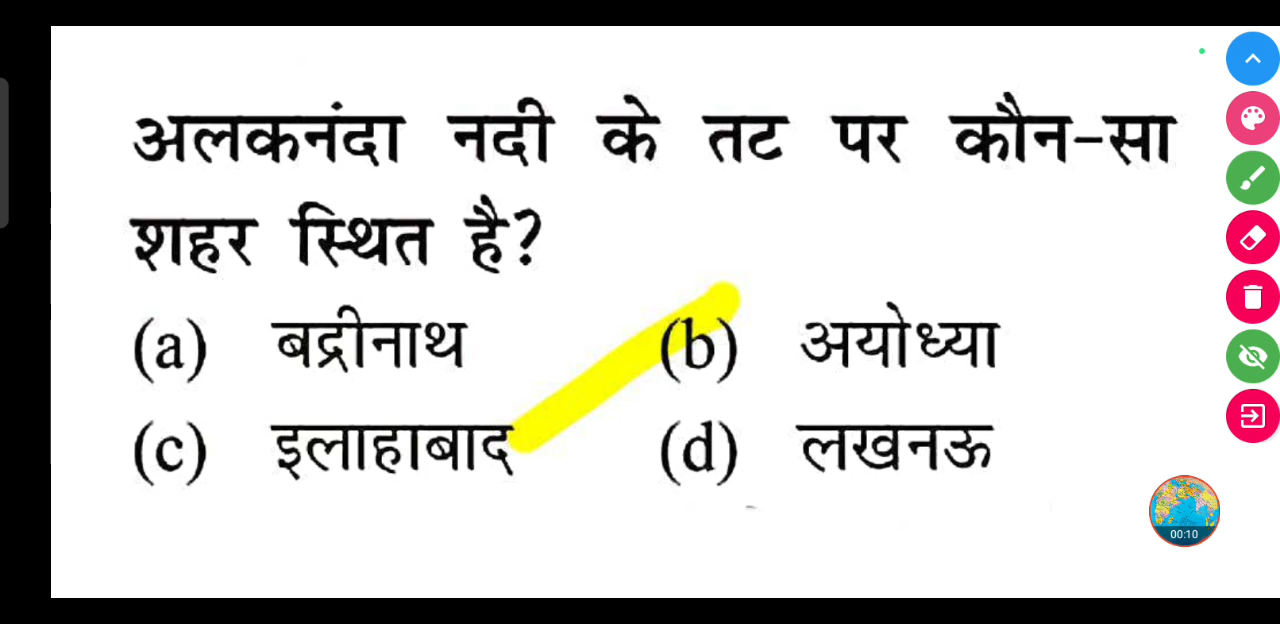 अलकनंदा नदी के तट पर कौन-सा
शहर स्थित है?
(a) बद्रीनाथ (b) अयोध्या
(c) इलाहाबाद (d) लखनऊ
00:10